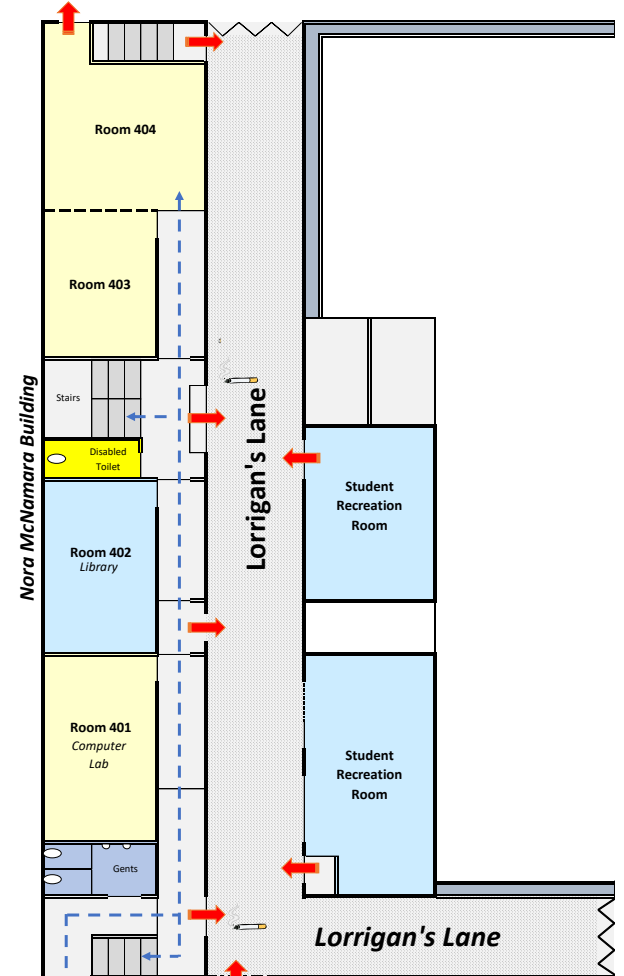 Room 404
Room 403
Stairs
Disabled
Toilet
Nora McNamara Building
Lorrigan's Lane
Student
Recreation
Room
Room 402
Library
Room 401
Computer
Lab
Student
Recreation
Room
Gents
Lorrigan's Lane